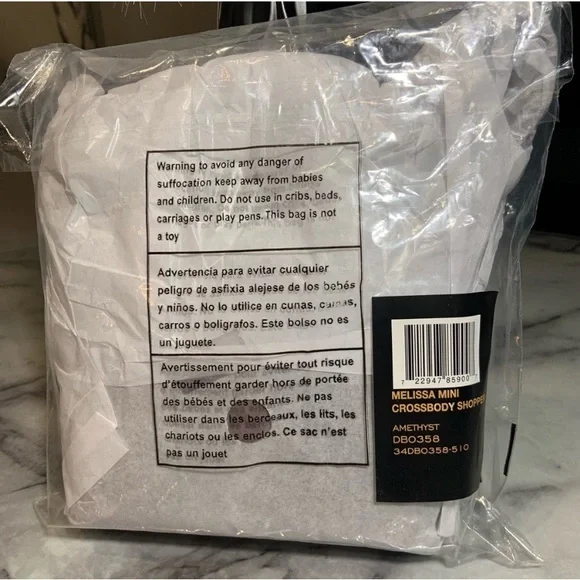 Warning to avoid any danger of
suffocation keep away from babies
and children. Do not use in cribs, beds,
carriages or play pens. This bag is not
a toy
Advertencia para evitar cualquier
peligro de asfixia alejese de los bebés
y niños. No lo utilice en cunas, camas,
carros o boligrafos. Este bolso no es
un juguete.
Avertissement pour éviter tout risque
d'étouffement garder hors de portée
des bébés et des enfants. Ne pas
utiliser dans les berceaux, les lits, les
chariots ou les enclos. Ce sac n'est
pas un jouet
7 22947 85900
MELISSA MINI
CROSSBODY SHOPPER
AMETHYST
DB0358
34DB0358-510